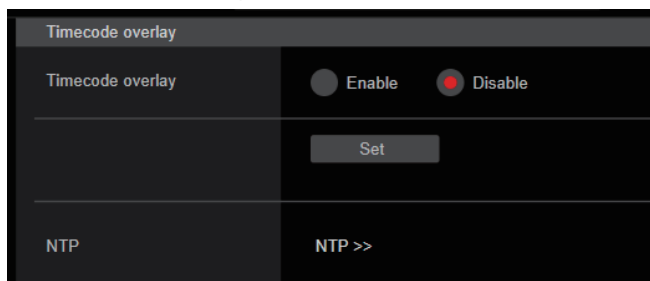 Timecode overlay
Timecode overlay Enable Disable
Set
NTP NTP >>